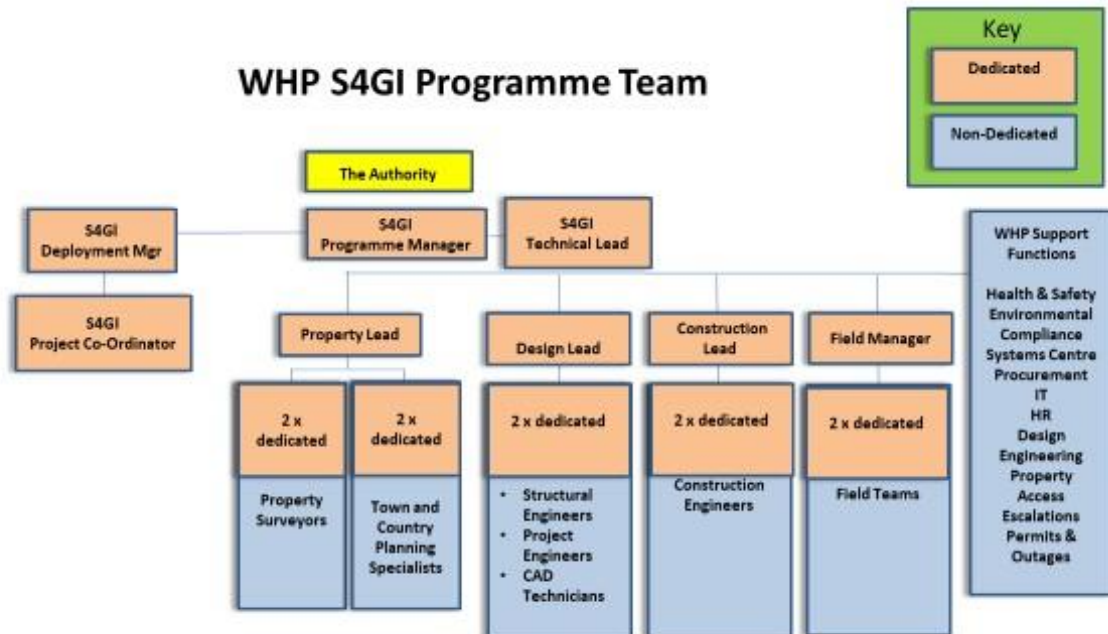 Key
Dedicated
Non-Dedicated
WHP S4GI Programme Team
The Authority
S4GI
Deployment Mgr
S4GI
Programme Manager
S4GI
Technical Lead
S4GI
Project Co-Ordinator
Property Lead
Design Lead
Construction
Lead
Field Manager
2 x
dedicated
2 x
dedicated
2 x dedicated
2 x dedicated
2 x dedicated
Property
Surveyors
Town and
Country
Planning
Specialists
• Structural
Engineers
• Project
Engineers
• CAD
Technicians
Construction
Engineers
Field Teams
WHP Support
Functions
Health & Safety
Environmental
Compliance
Systems Centre
Procurement
IT
HR
Design
Engineering
Property
Access
Escalations
Permits &
Outages